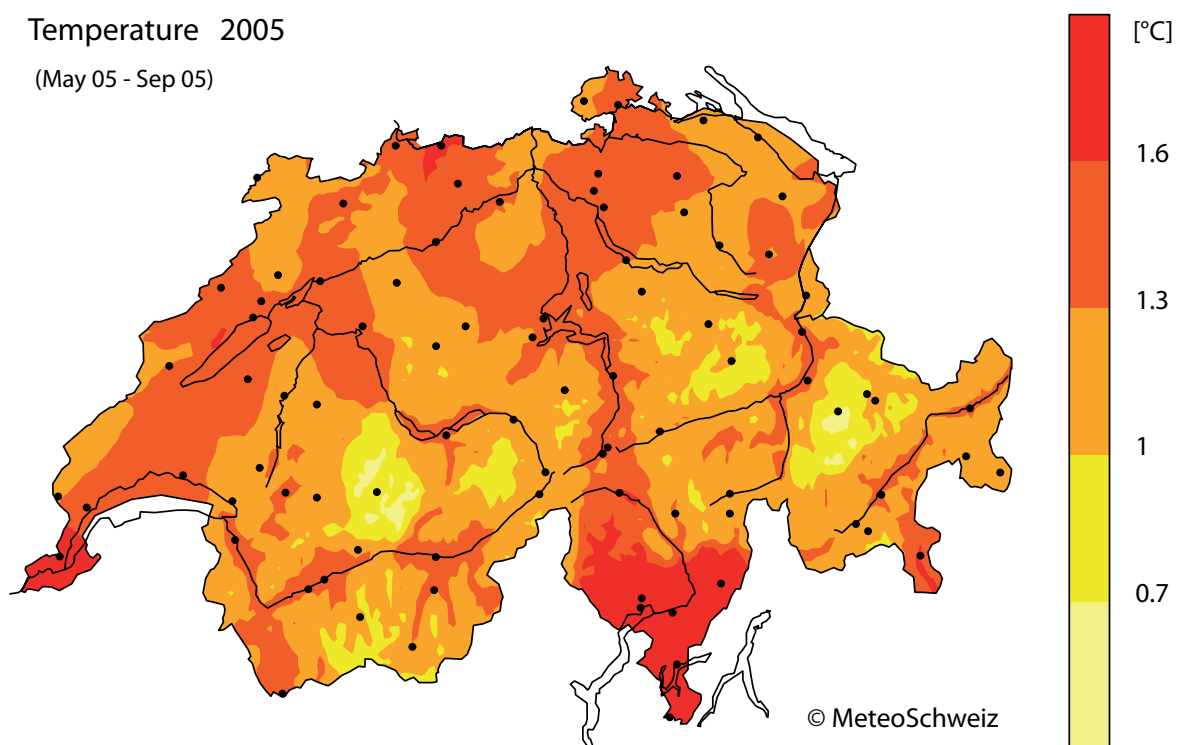 Temperature 2005
(May 05 - Sep 05)
[°C]
1.6
1.3
1
0.7
© MeteoSchweiz